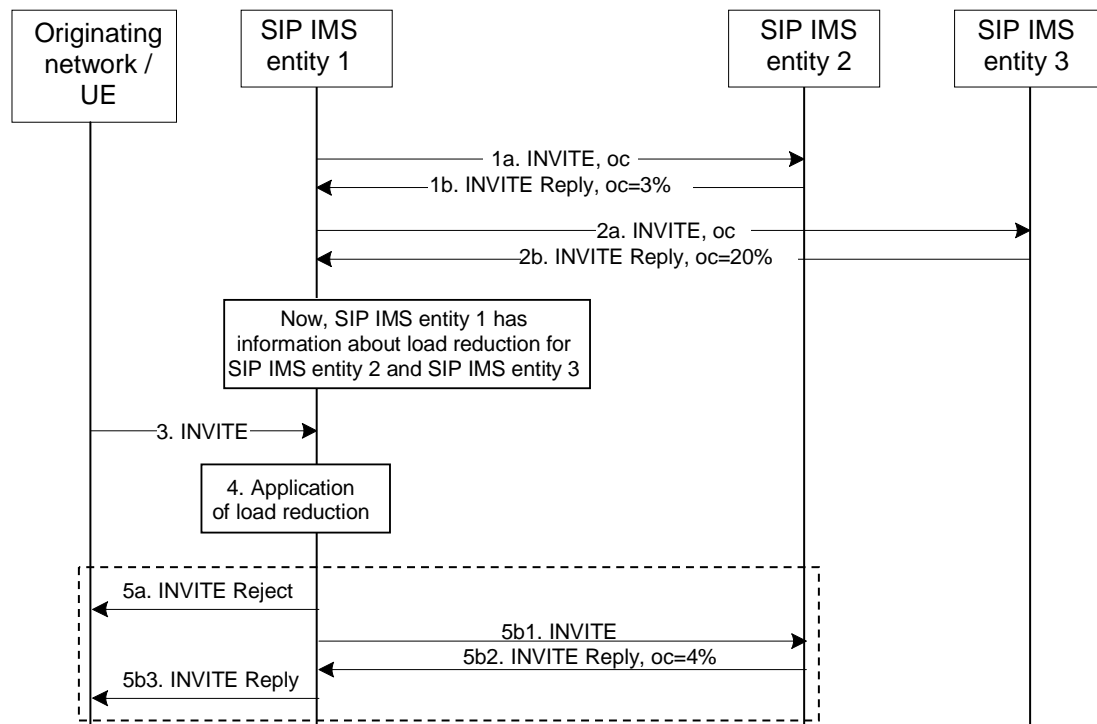 Originating
network /
UE
SIP IMS
entity 1
SIP IMS
entity 2
SIP IMS
entity 3
1a. INVITE, oc
1b. INVITE Reply, oc=3%
2a. INVITE, oc
2b. INVITE Reply, oc=20%
Now, SIP IMS entity 1 has
information about load reduction for
SIP IMS entity 2 and SIP IMS entity 3
3. INVITE
4. Application
of load reduction
5a. INVITE Reject
5b1. INVITE
5b2. INVITE Reply, oc=4%
5b3. INVITE Reply